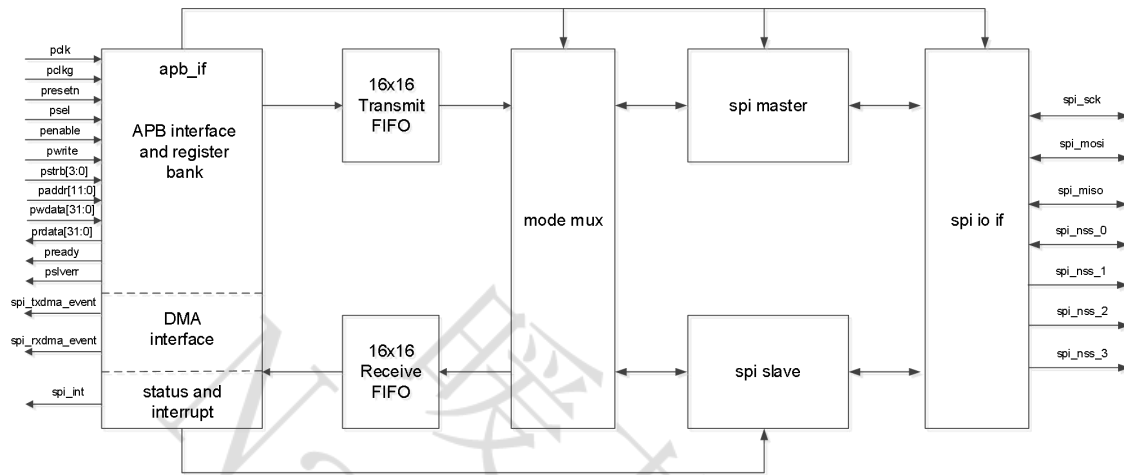 pclk
pclkg
presetn
psel
penable
pwrite
pstrb[3:0]
paddr[11:0]
pwdata[31:0]
prdata[31:0]
pready
pslverr
spi_txdma_event
spi_rxdma_event
spi_int
apb_if
APB interface
and register
bank
DMA
interface
status and
interrupt
16x16
Transmit
FIFO
16x16
Receive
FIFO
mode mux
spi master
spi slave
spi io if
spi_sck
spi_mosi
spi_miso
spi_nss_0
spi_nss_1
spi_nss_2
spi_nss_3